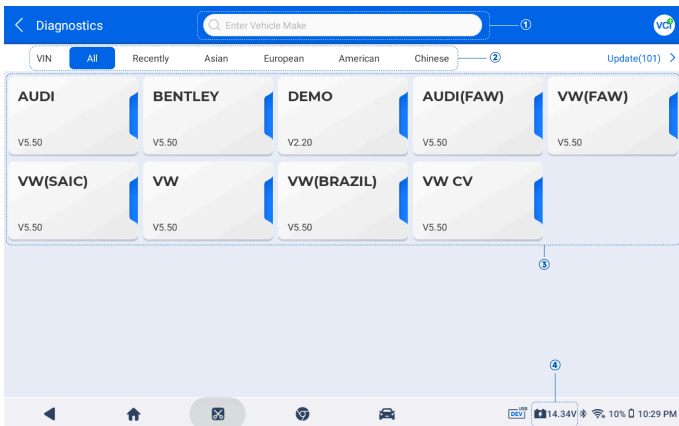 Diagnostics Enter Vehicle Make ① VCI
VIN All Recently Asian European American Chinese ② Update(101)
AUDI BENTLEY DEMO AUDI(FAW) VW(FAW)
V5.50 V5.50 V2.20 V5.50 V5.50
VW(SAIC) VW VW(BRAZIL) VW CV
V5.50 V5.50 V5.50 V5.50
③
④
USB
DEV 14.34V 10% 10:29 PM